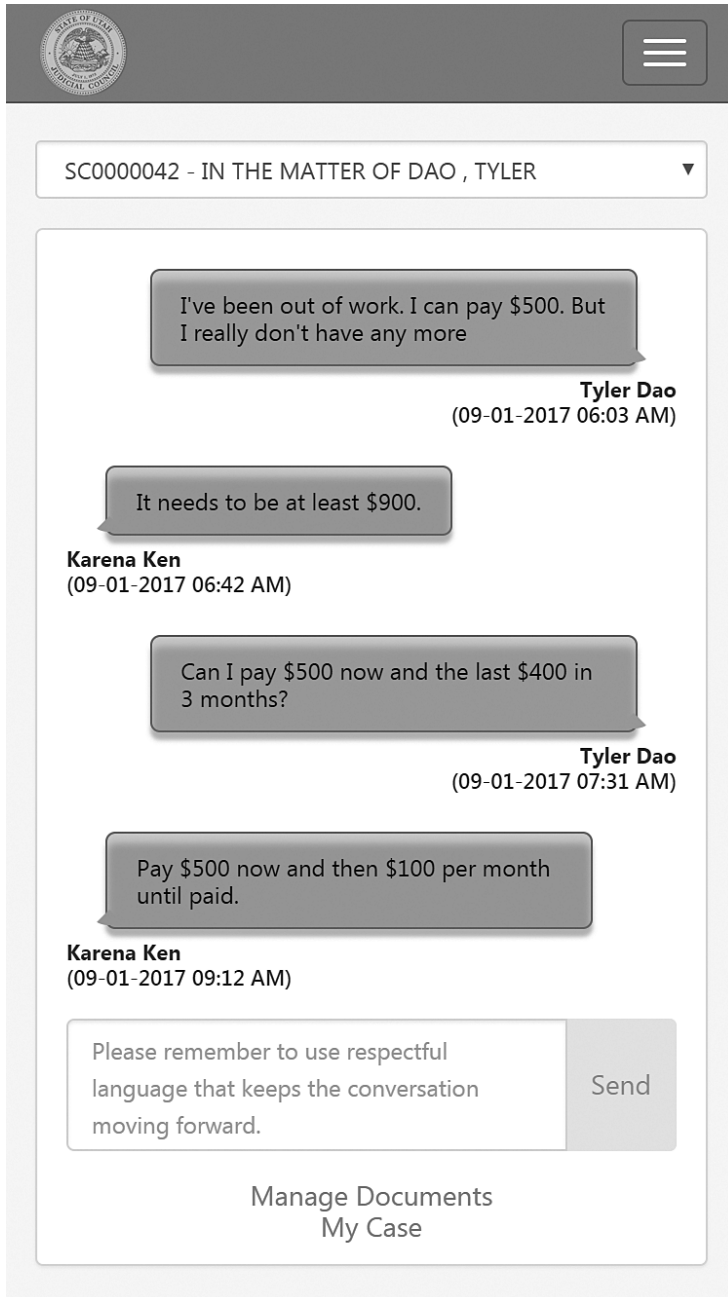 STATE OF UTAH
JUDICIAL COUNCIL
SC0000042 - IN THE MATTER OF DAO , TYLER
I've been out of work. I can pay $500. But
I really don't have any more
Tyler Dao
(09-01-2017 06:03 AM)
It needs to be at least $900.
Karena Ken
(09-01-2017 06:42 AM)
Can I pay $500 now and the last $400 in
3 months?
Tyler Dao
(09-01-2017 07:31 AM)
Pay $500 now and then $100 per month
until paid.
Karena Ken
(09-01-2017 09:12 AM)
Please remember to use respectful
language that keeps the conversation
moving forward.
Send
Manage Documents
My Case